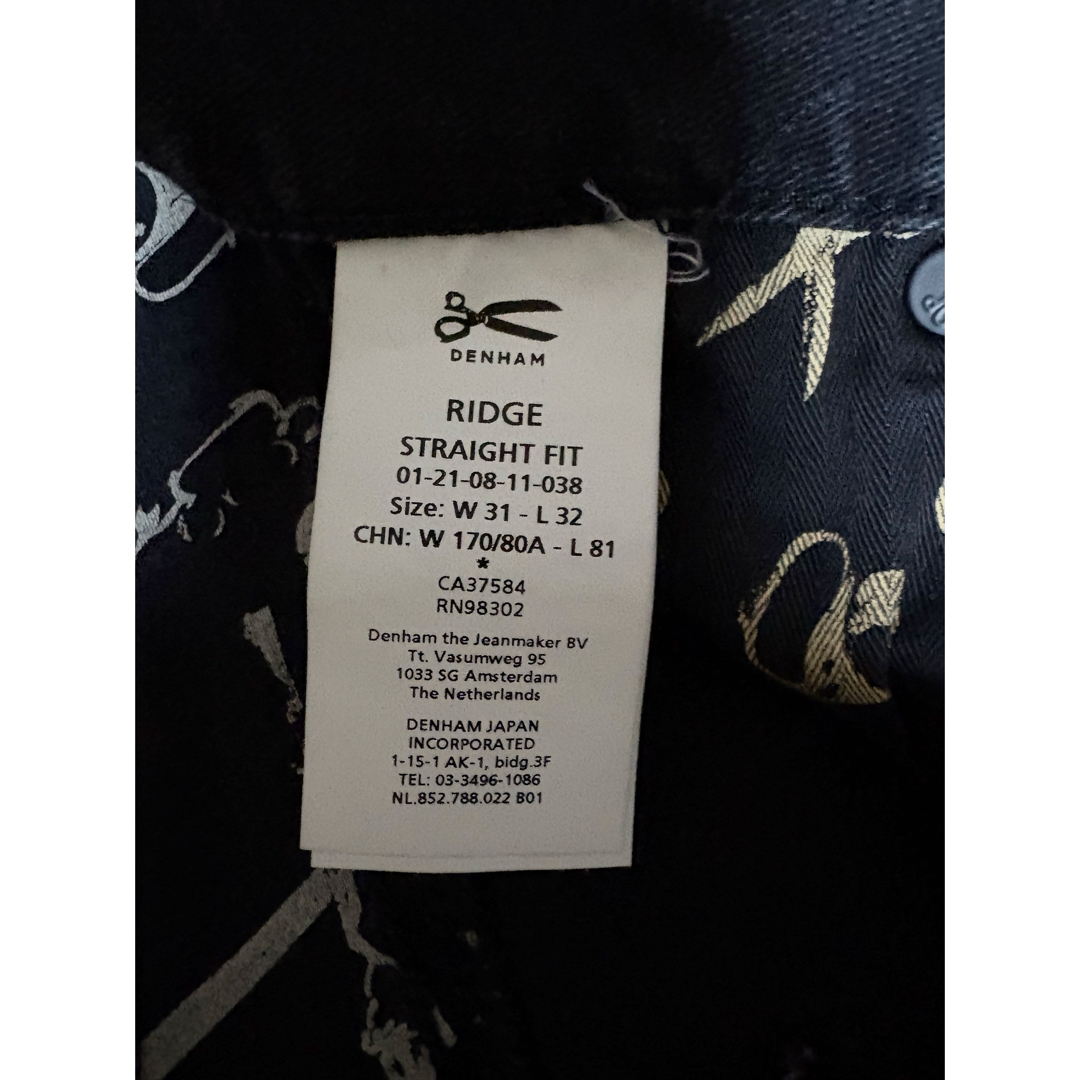 DENHAM
RIDGE
STRAIGHT FIT
01-21-08-11-038
Size: W 31 - L 32
CHN: W 170/80A - L 81
*
CA37584
RN98302
Denham the Jeanmaker BV
Tt. Vasumweg 95
1033 SG Amsterdam
The Netherlands
DENHAM JAPAN
INCORPORATED
1-15-1 AK-1, bidg.3F
TEL: 03-3496-1086
NL.852.788.022 B01